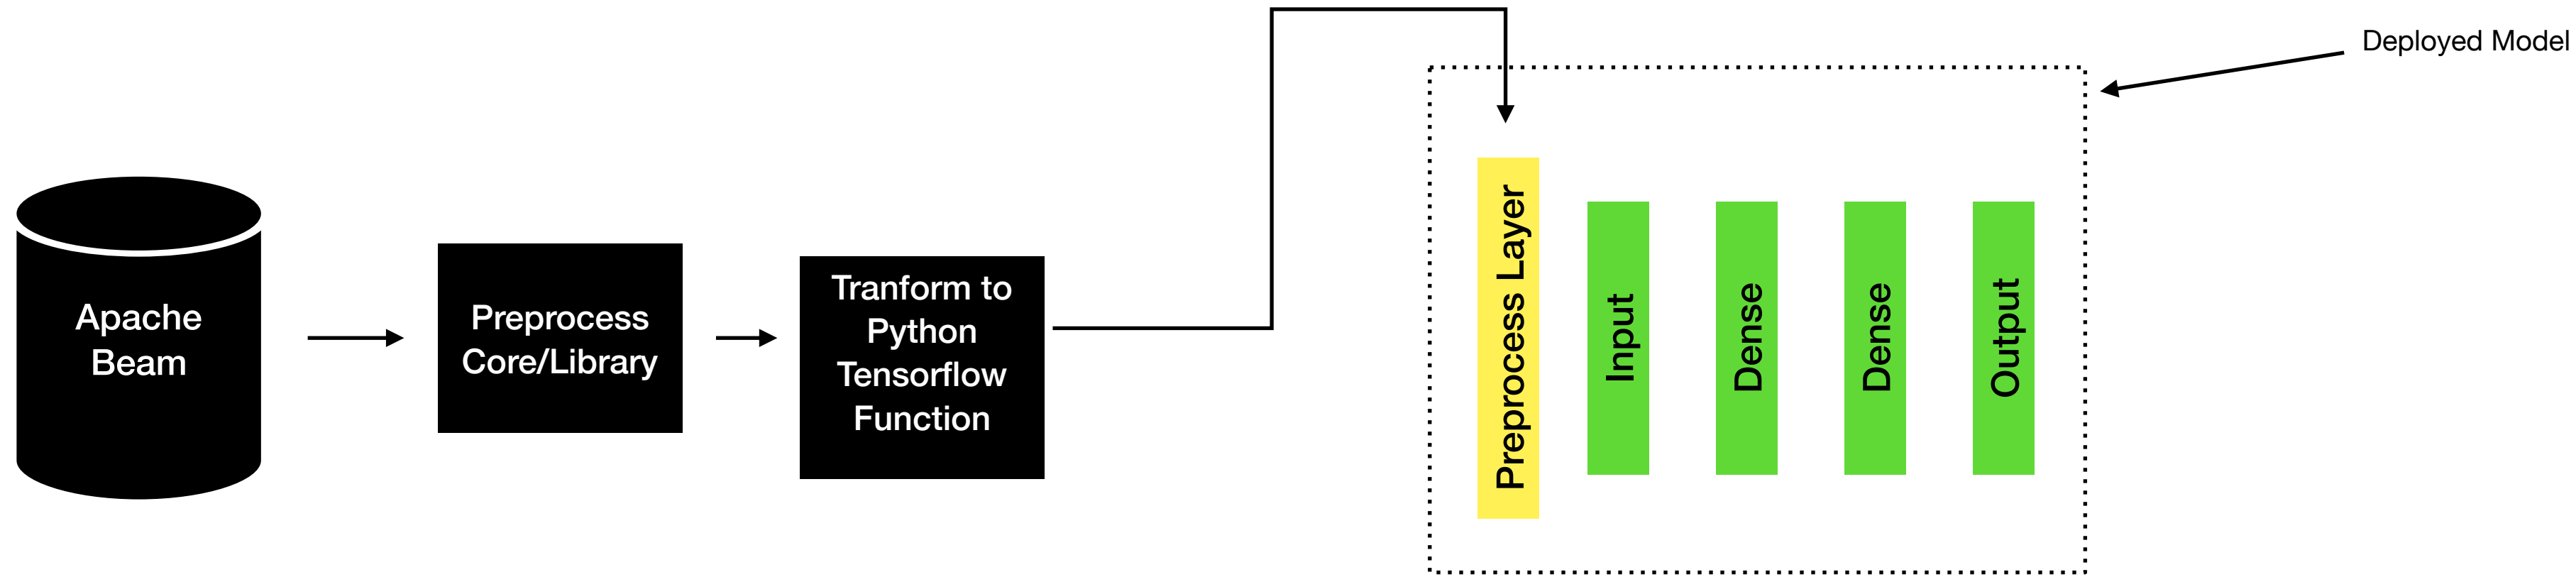 Deployed Model
Apache
Beam
Preprocess
Core/Library
Tranform to
Python
Tensorflow
Function
Preprocess Layer
Input
Dense
Dense
Output